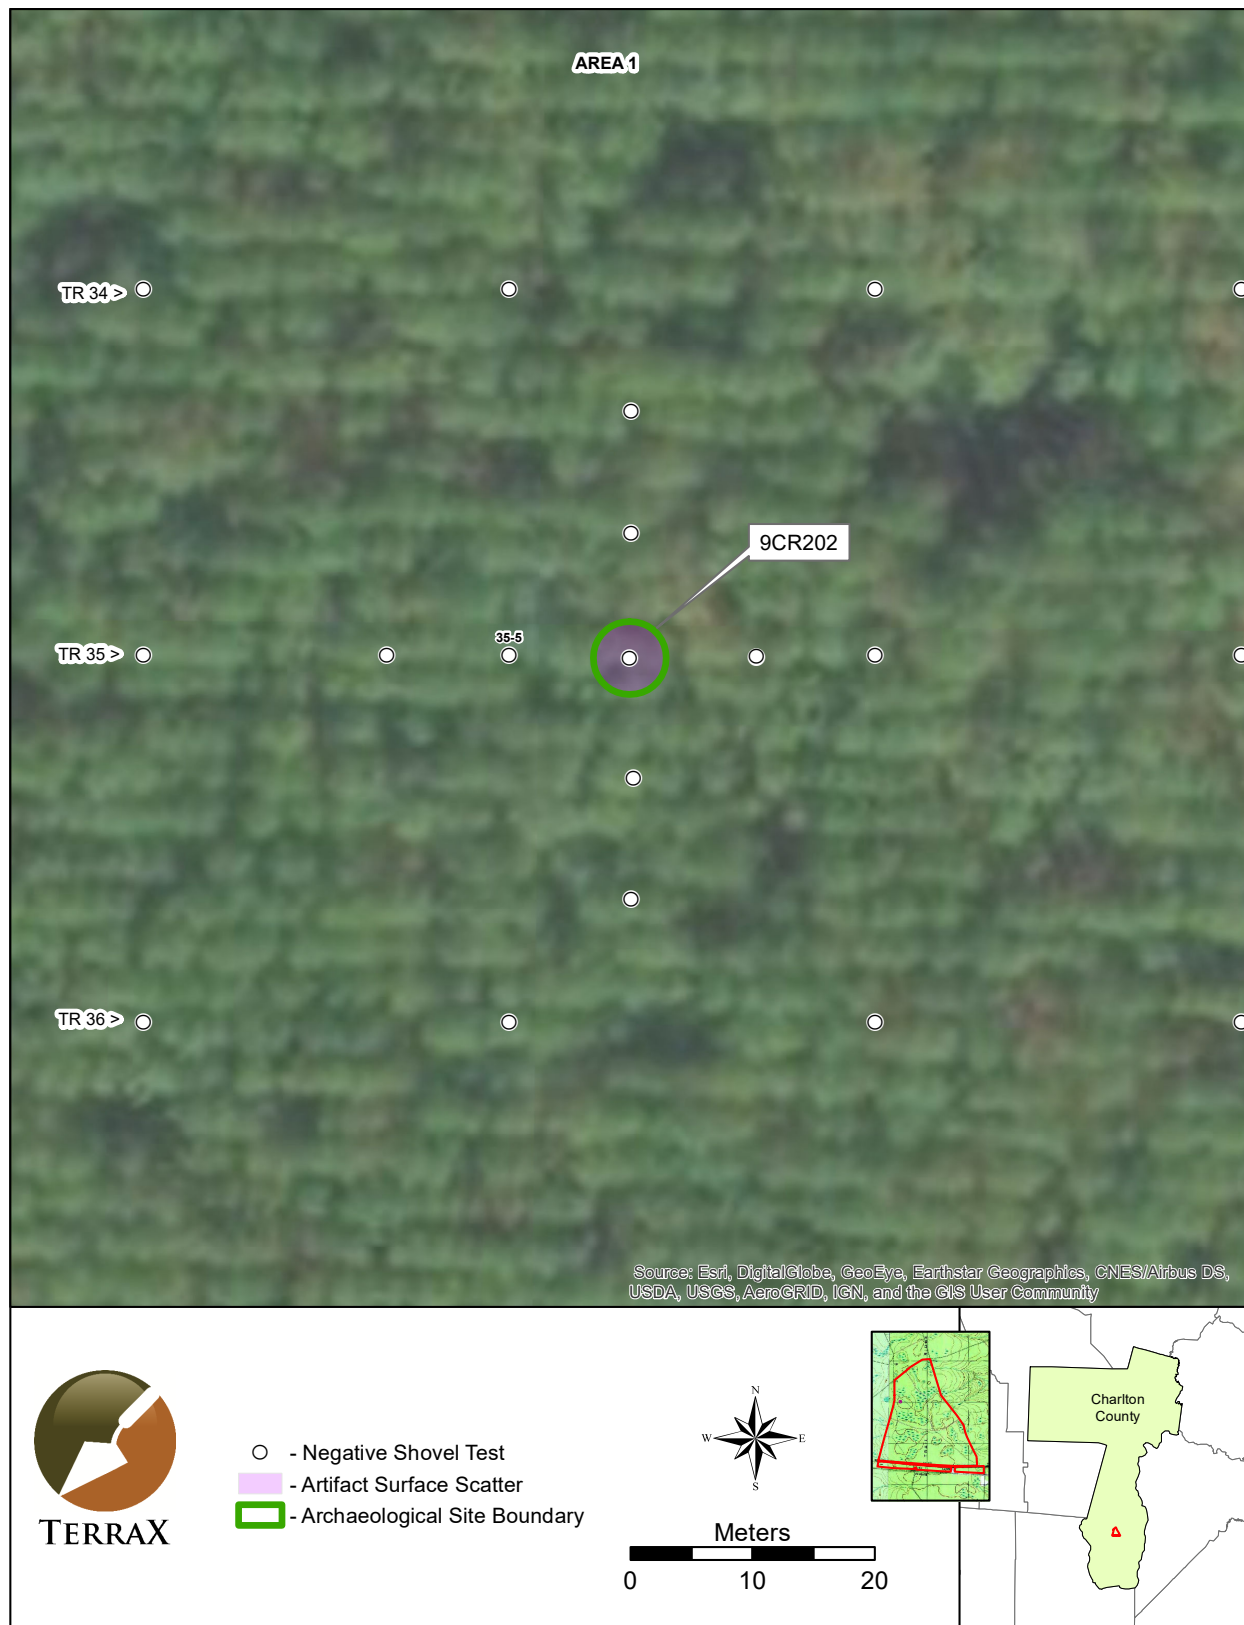 AREA 1
TR 34 >
9CR202
35-5
TR 35 >
TR 36 >
Source: Esri, DigitalGlobe, GeoEye, Earthstar Geographics, CNES/Airbus DS,
USDA, USGS, AeroGRID, IGN, and the GIS User Community
TERRAX
- Negative Shovel Test
- Artifact Surface Scatter
- Archaeological Site Boundary
N
W
E
S
Meters
0 10 20
Charlton
County